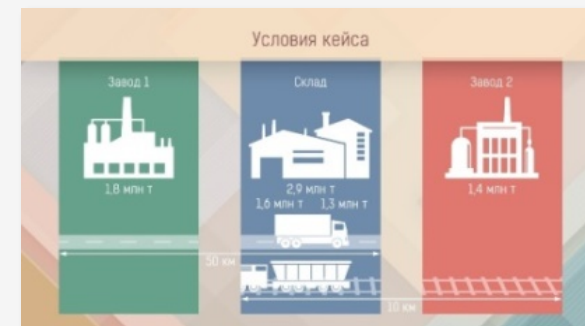 Условия кейса
Завод 1
Склад
Завод 2
1,8 млн т
2,9 млн т
1,6 млн т 1,3 млн т
1,4 млн т
50 км
10 км